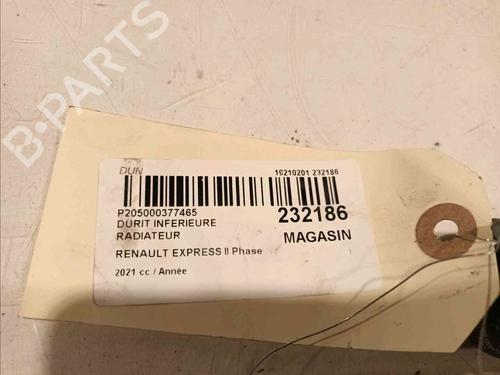 B-PARTS
DUN 10210201 232186
P205000377465 232186
DURIT INFERIEURE
RADIATEUR MAGASIN
RENAULT EXPRESS II Phase
2021 cc / Année